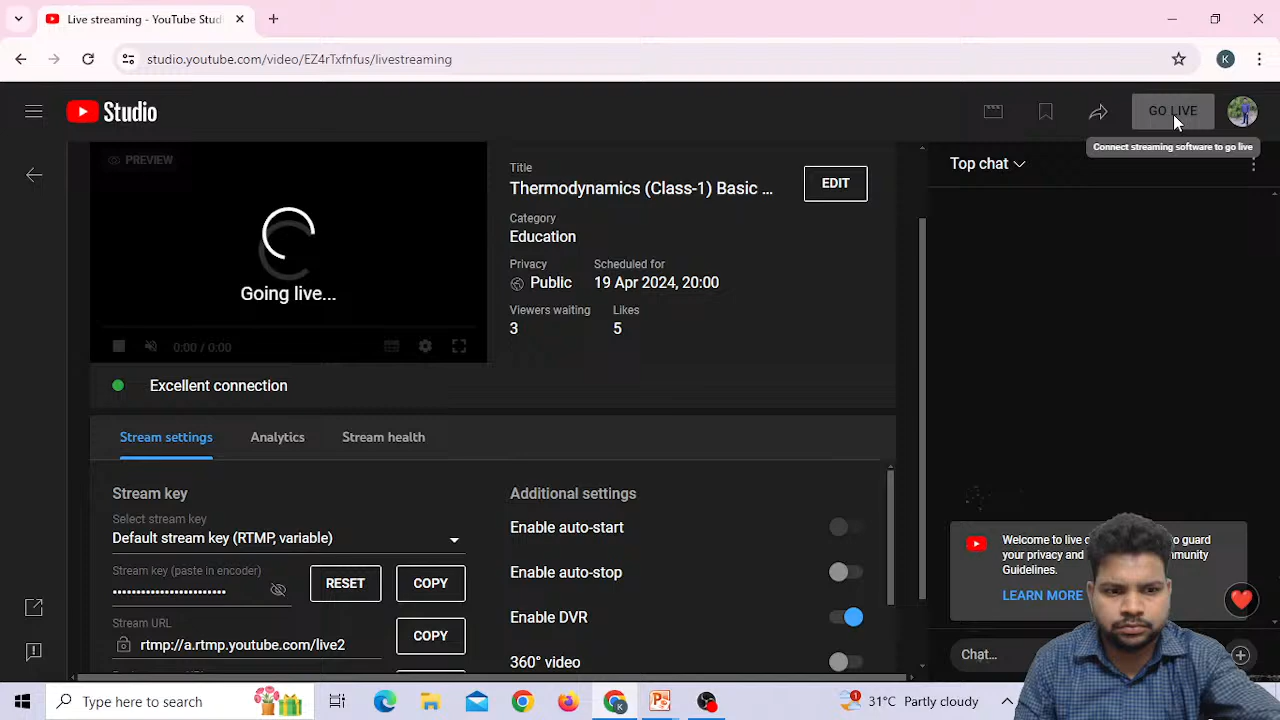 Live streaming - YouTube Stud
studio.youtube.com/video/EZ4rTxfnfus/livestreaming
K
Studio
GO LIVE
Connect streaming software to go live
PREVIEW
Going live...
0:00 / 0:00
Title
Thermodynamics (Class-1) Basic ...
EDIT
Category
Education
Privacy
Public
Scheduled for
19 Apr 2024, 20:00
Viewers waiting
3
Likes
5
Top chat
Excellent connection
Stream settings
Analytics
Stream health
Stream key
Select stream key
Default stream key (RTMP, variable)
Stream key (paste in encoder)
RESET
COPY
Stream URL
rtmp://a.rtmp.youtube.com/live2
COPY
Additional settings
Enable auto-start
Enable auto-stop
Enable DVR
360° video
Welcome to live
to guard
your privacy and
Guidelines.
LEARN MORE
Chat...
Type here to search
K
1
31°C Partly cloudy